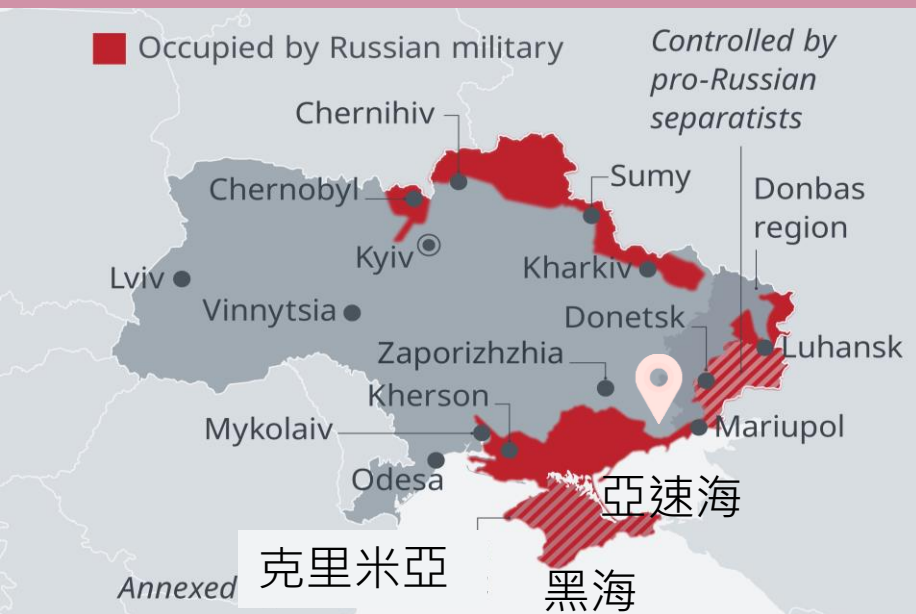 Occupied by Russian military
Controlled by
pro-Russian
separatists
Chernihiv
Sumy
Chernobyl
Donbas
region
Kyiv
Kharkiv
Lviv
Vinnytsia
Donetsk
Luhansk
Zaporizhzhia
Kherson
Mykolaiv
Mariupol
Odesa
亞速海
克里米亞
Annexed
黑海